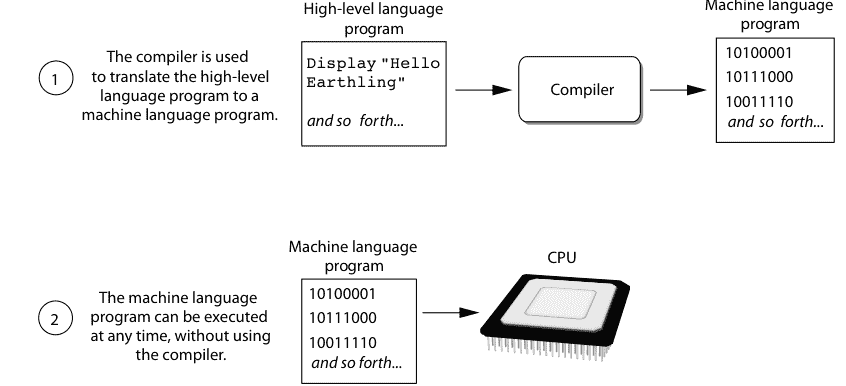 High-level language
program
Machine language
program
1
The compiler is used
to translate the high-level
language program to a
machine language program.
Display "Hello
Earthling"
and so forth...
Compiler
10100001
10111000
10011110
and so forth...
Machine language
program
CPU
2
The machine language
program can be executed
at any time, without using
the compiler.
10100001
10111000
10011110
and so forth...